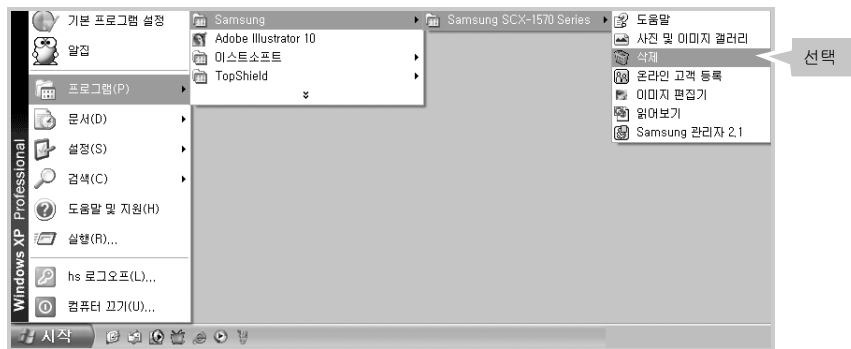 기본 프로그램 설정
알집
프로그램(P)
문서(D)
설정(S)
검색(C)
도움말 및 지원(H)
실행(R)...
hs 로그오프(L)...
컴퓨터 끄기(U)...
Windows XP Professional
시작
Samsung
Adobe Illustrator 10
이스트소프트
TopShield
Samsung SCX-1570 Series
도움말
사진 및 이미지 갤러리
삭제
온라인 고객 등록
이미지 편집기
읽어보기
Samsung 관리자 2.1
선택